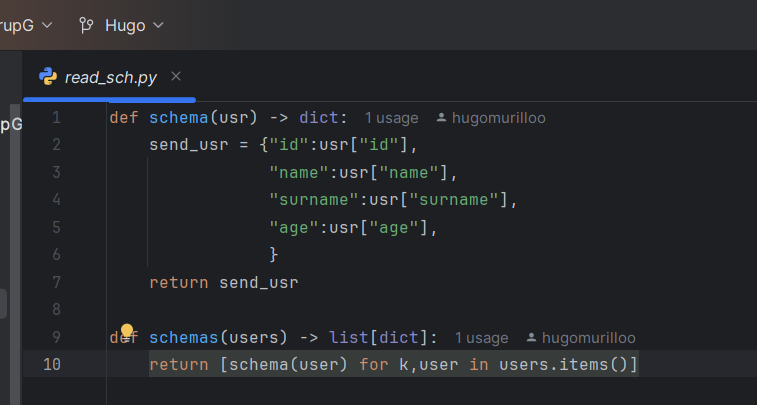 rupG Hugo
read_sch.py
pG
1 def schema(usr) -> dict: 1 usage hugomurilloo
2 send_usr = {"id":usr["id"],
3 "name":usr["name"],
4 "surname":usr["surname"],
5 "age":usr["age"],
6 }
7 return send_usr
8
9 def schemas(users) -> list[dict]: 1 usage hugomurilloo
10 return [schema(user) for k,user in users.items()]